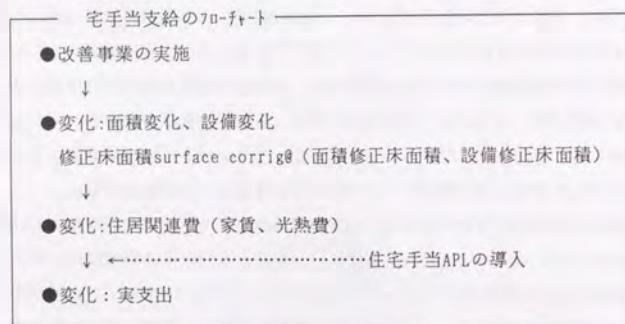 宅手当支給のフローチャート
●改善事業の実施
↓
●変化:面積変化、設備変化
修正床面積surface corrig@(面積修正床面積、設備修正床面積)
↓
●変化:住居関連費(家賃、光熱費)
↓ ←……………………………住宅手当APLの導入
●変化:実支出